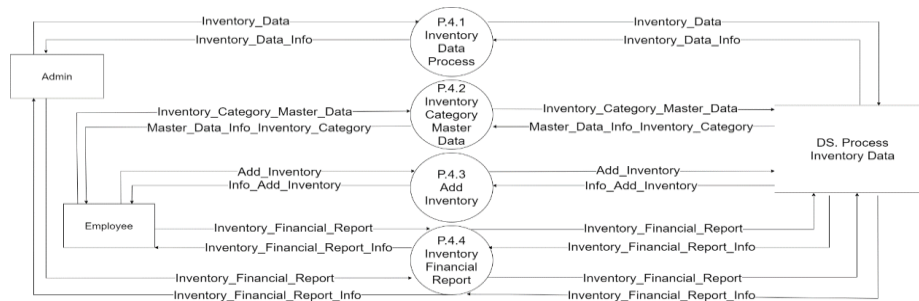 Inventory_Data
P.4.1
Inventory
Data
Process
Inventory_Data
Inventory_Data_Info
Inventory_Data_Info
Admin
P.4.2
Inventory
Category
Master
Data
Inventory_Category_Master_Data
Inventory_Category_Master_Data
Master_Data_Info_Inventory_Category
Master_Data_Info_Inventory_Category
DS. Process
Inventory Data
P.4.3
Add
Inventory
Add_Inventory
Add_Inventory
Info_Add_Inventory
Info_Add_Inventory
Employee
Inventory_Financial_Report
P.4.4
Inventory
Financial
Report
Inventory_Financial_Report
Inventory_Financial_Report_Info
Inventory_Financial_Report_Info
Inventory_Financial_Report
Inventory_Financial_Report
Inventory_Financial_Report_Info
Inventory_Financial_Report_Info